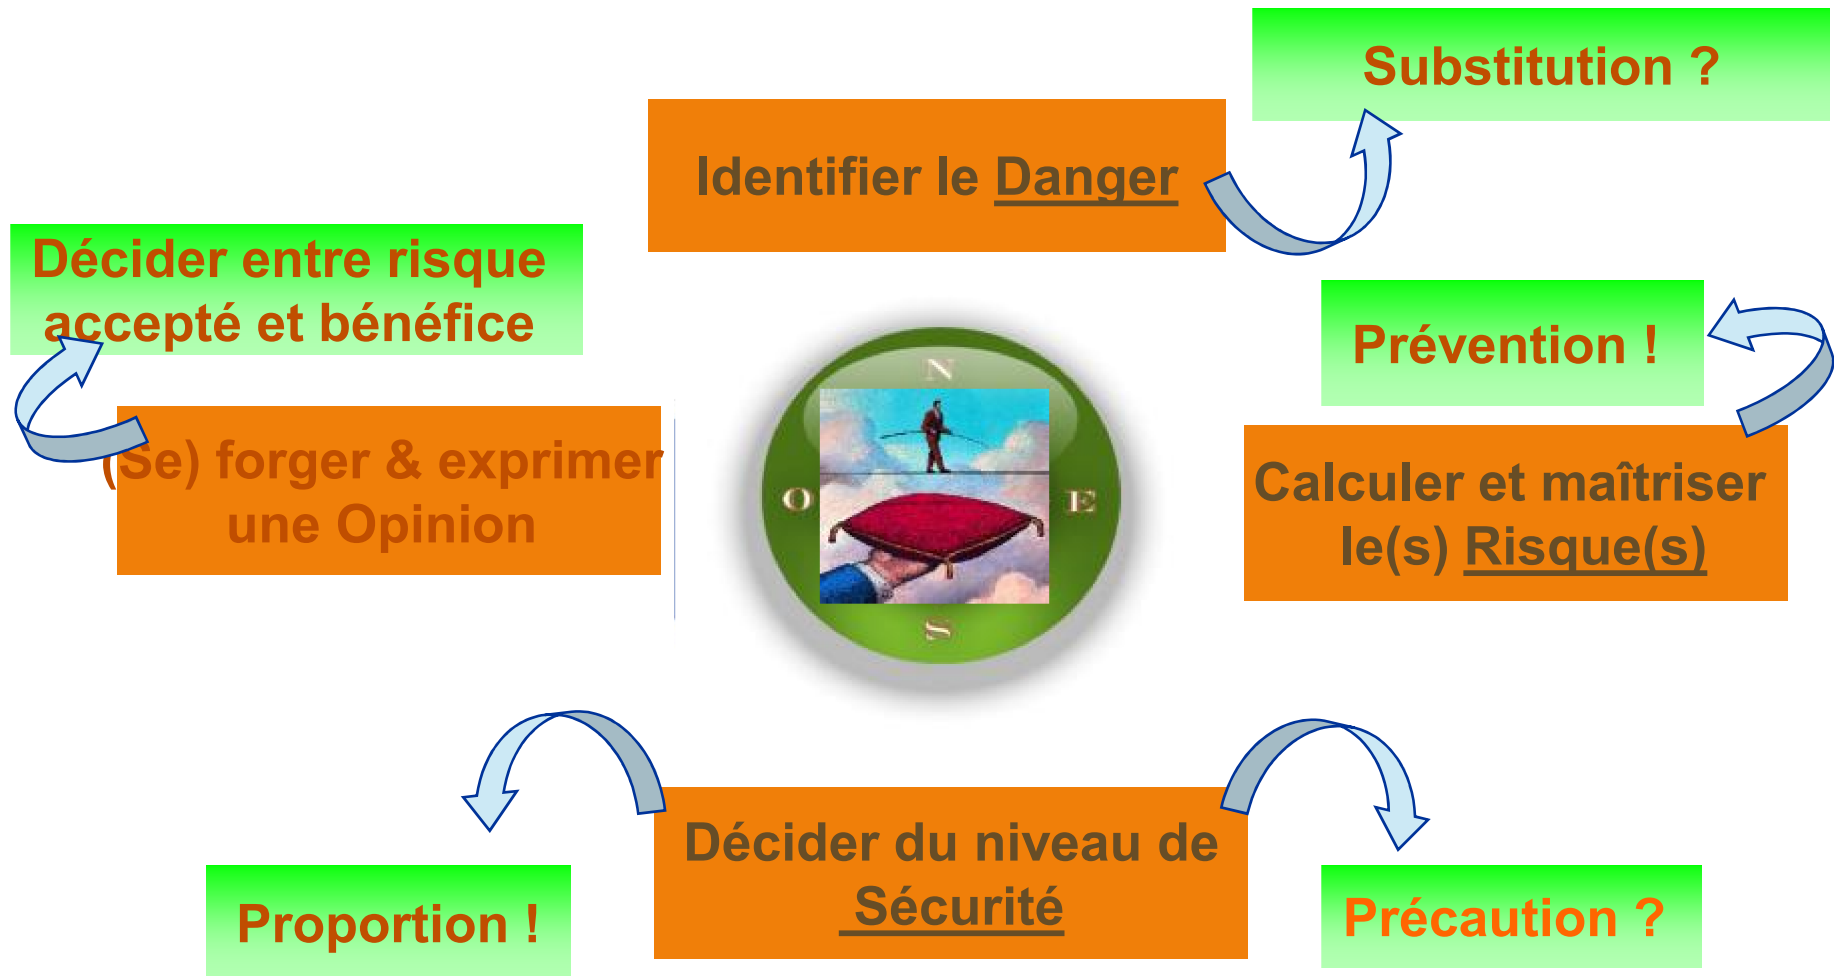 Substitution ?
Identifier le Danger
Décider entre risque
accepté et bénéfice
Prévention !
N
(Se) forger & exprimer
une Opinion
O
E
Calculer et maîtriser
le(s) Risque(s)
S
Décider du niveau de
Sécurité
Proportion !
Précaution ?